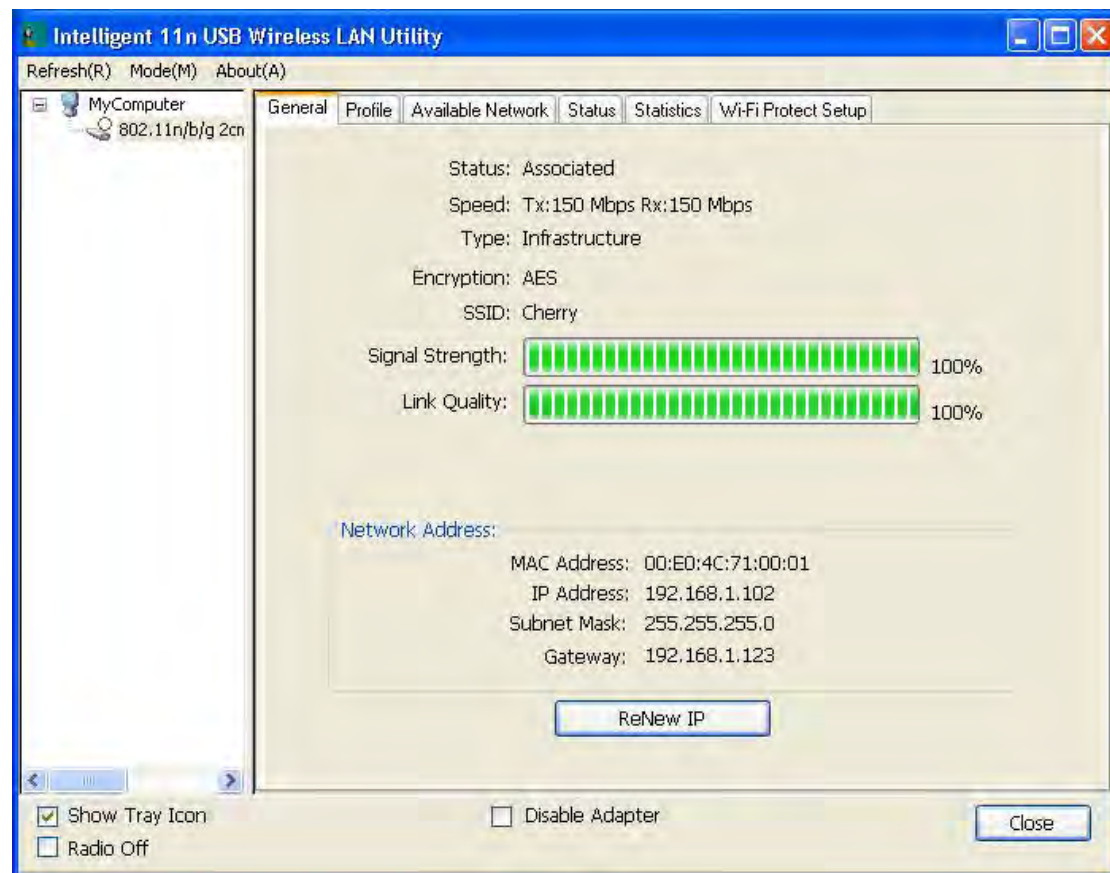 Intelligent 11n USB Wireless LAN Utility
Refresh(R) Mode(M) About(A)
MyComputer
802.11n/b/g 2cn
General Profile Available Network Status Statistics Wi-Fi Protect Setup
Status: Associated
Speed: Tx:150 Mbps Rx:150 Mbps
Type: Infrastructure
Encryption: AES
SSID: Cherry
Signal Strength: 100%
Link Quality: 100%
Network Address:
MAC Address: 00:E0:4C:71:00:01
IP Address: 192.168.1.102
Subnet Mask: 255.255.255.0
Gateway: 192.168.1.123
ReNew IP
Show Tray Icon Disable Adapter Close
Radio Off